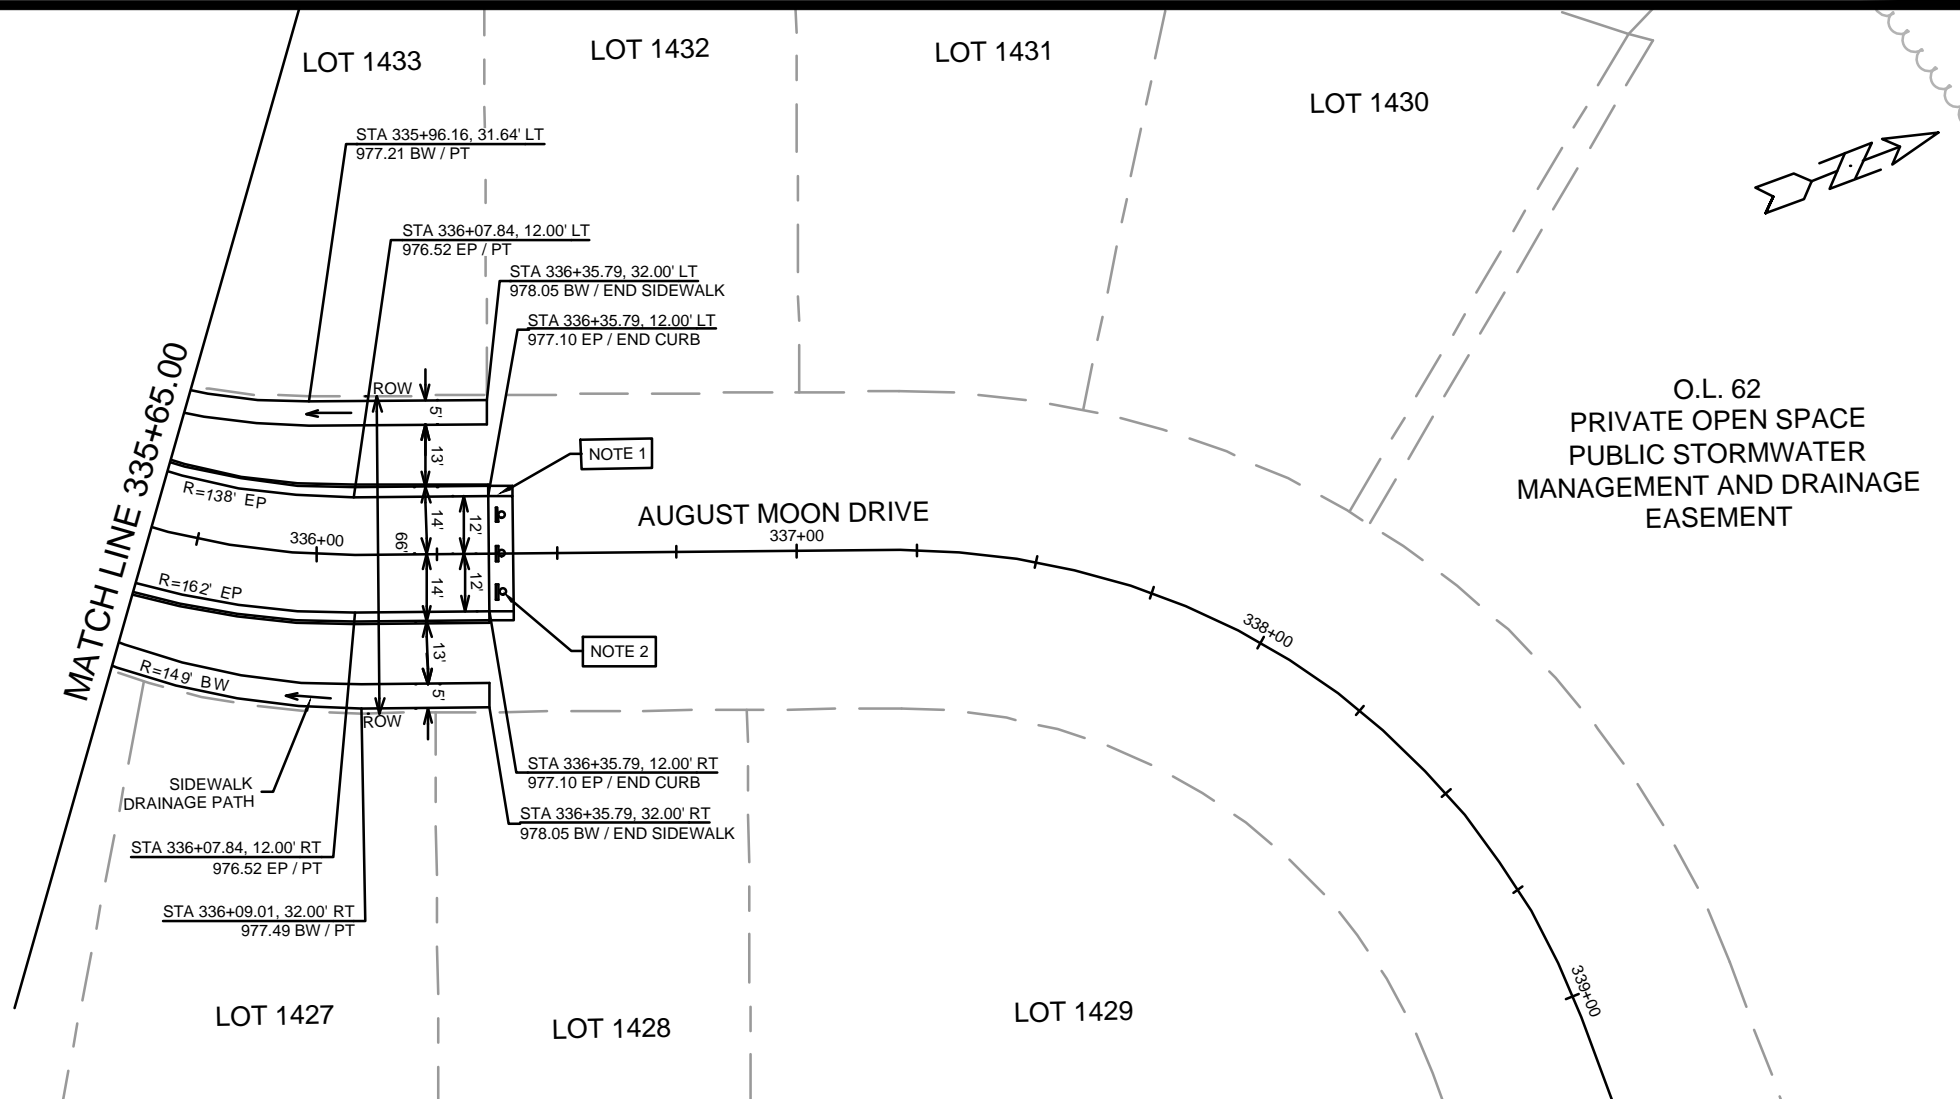 LOT 1433
LOT 1432
LOT 1431
LOT 1430
STA 335+96.16, 31.64' LT
977.21 BW / PT
STA 336+07.84, 12.00' LT
976.52 EP / PT
STA 336+35.79, 32.00' LT
978.05 BW / END SIDEWALK
STA 336+35.79, 12.00' LT
977.10 EP / END CURB
MATCH LINE 335+65.00
ROW
5'
13'
NOTE 1
R=138' EP
14'
12'
AUGUST MOON DRIVE
336+00
66'
337+00
O.L. 62
PRIVATE OPEN SPACE
PUBLIC STORMWATER
MANAGEMENT AND DRAINAGE
EASEMENT
R=162' EP
14'
12'
338+00
NOTE 2
13'
R=149' BW
5'
ROW
SIDEWALK
DRAINAGE PATH
STA 336+35.79, 12.00' RT
977.10 EP / END CURB
STA 336+35.79, 32.00' RT
978.05 BW / END SIDEWALK
STA 336+07.84, 12.00' RT
976.52 EP / PT
STA 336+09.01, 32.00' RT
977.49 BW / PT
339+00
LOT 1427
LOT 1428
LOT 1429